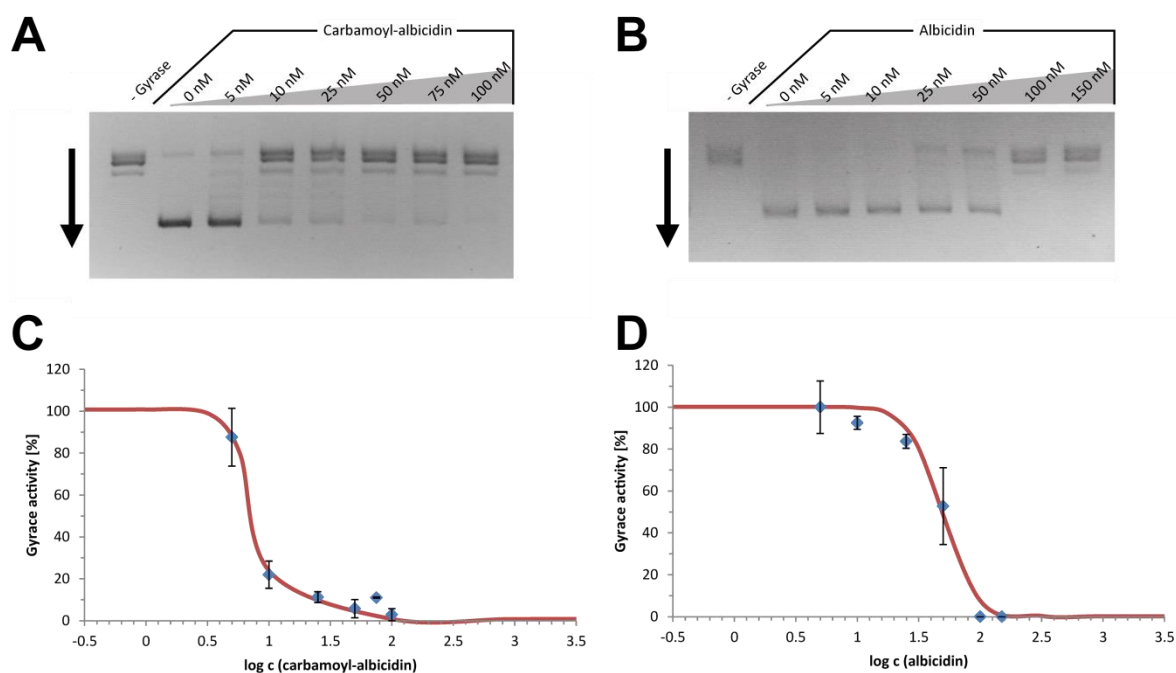 A
Carbamoyl-albicidin
- Gyrase
0 nM
5 nM
10 nM
25 nM
50 nM
75 nM
100 nM
B
Albicidin
- Gyrase
0 nM
5 nM
10 nM
25 nM
50 nM
100 nM
150 nM
C
120
100
80
60
40
20
0
-0.5 0 0.5 1 1.5 2 2.5 3 3.5
Gyrace activity [%]
log c (carbamoyl-albicidin)
D
120
100
80
60
40
20
0
-0.5 0 0.5 1 1.5 2 2.5 3 3.5
Gyrace activity [%]
log c (albicidin)